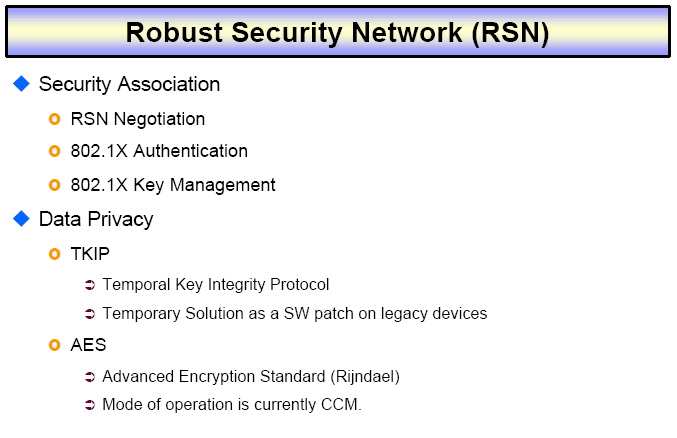 Robust Security Network (RSN)
Security Association
RSN Negotiation
802.1X Authentication
802.1X Key Management
Data Privacy
TKIP
Temporal Key Integrity Protocol
Temporary Solution as a SW patch on legacy devices
AES
Advanced Encryption Standard (Rijndael)
Mode of operation is currently CCM.